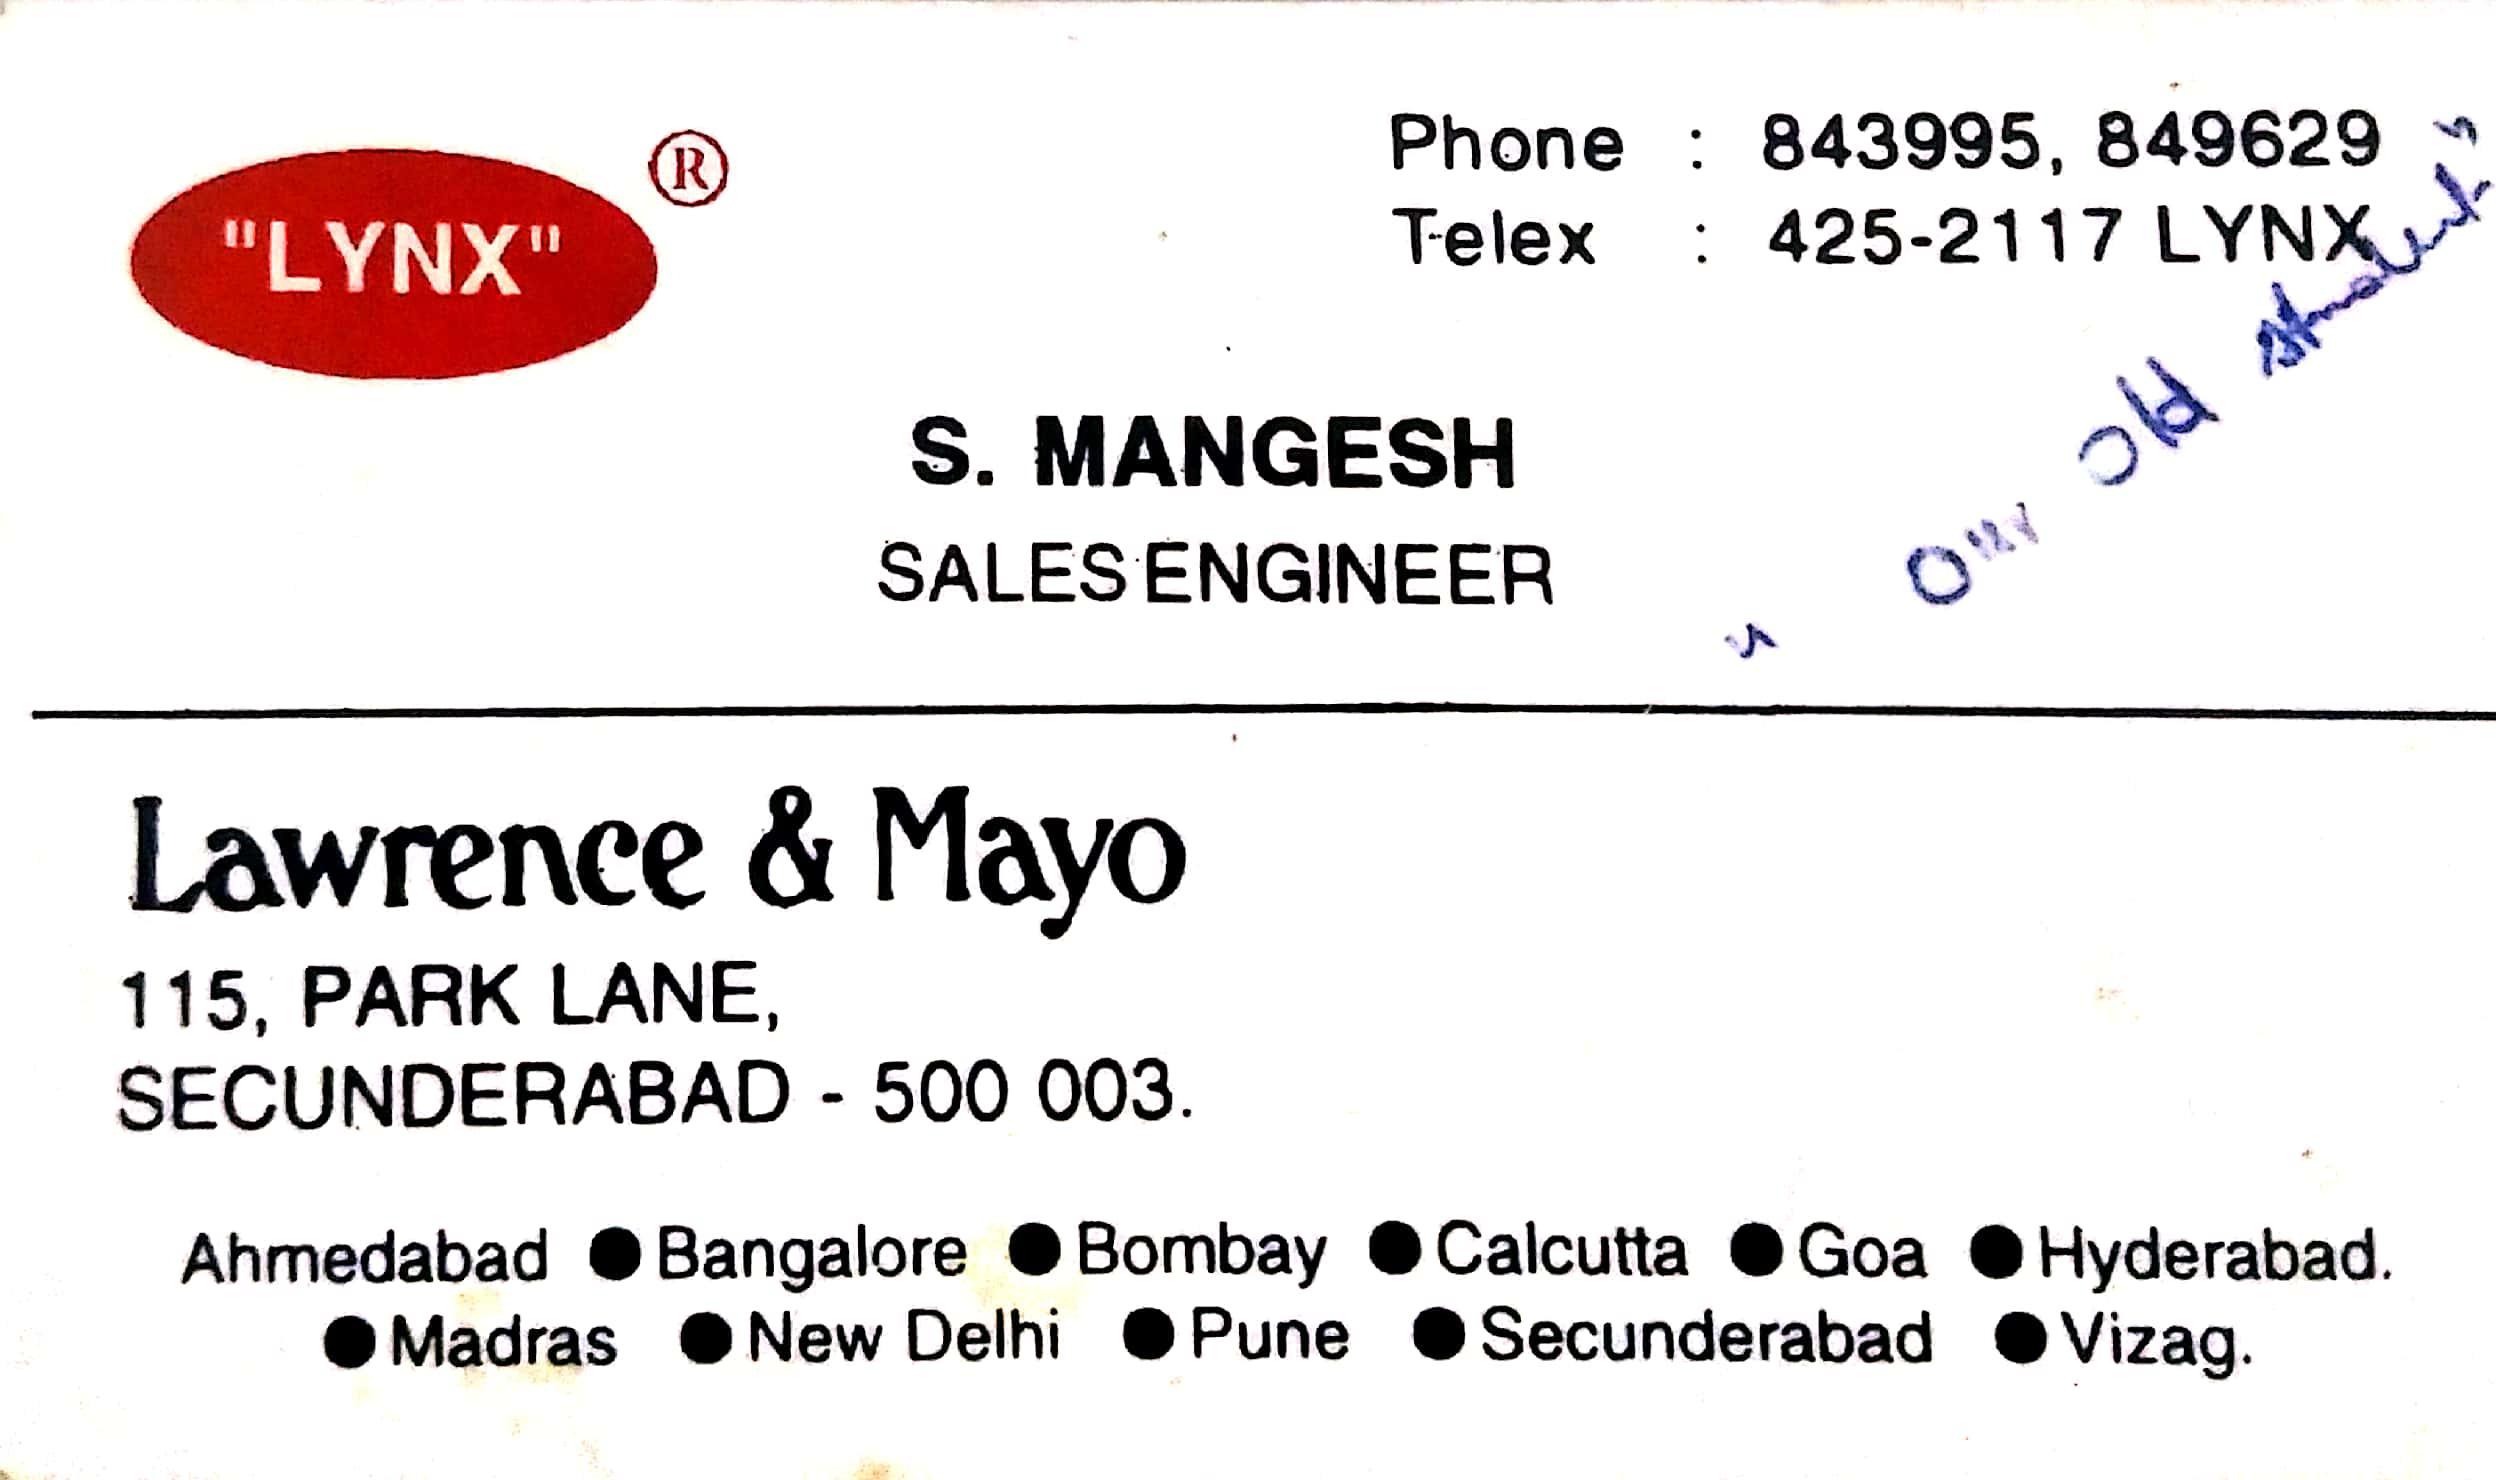 "LYNX" ®
Phone : 843995, 849629
Telex : 425-2117 LYNX
S. MANGESH
SALES ENGINEER
" Our old student "
Lawrence & Mayo
115, PARK LANE,
SECUNDERABAD - 500 003.
Ahmedabad ● Bangalore ● Bombay ● Calcutta ● Goa ● Hyderabad.
● Madras ● New Delhi ● Pune ● Secunderabad ● Vizag.